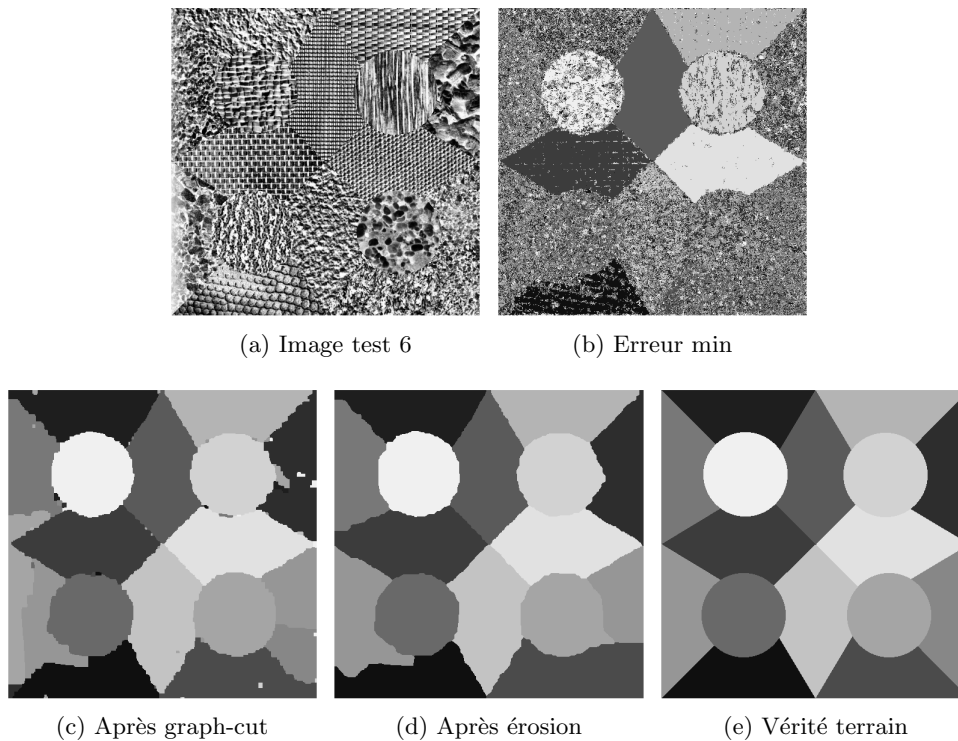 (a) Image test 6
(b) Erreur min
(c) Après graph-cut
(d) Après érosion
(e) Vérité terrain